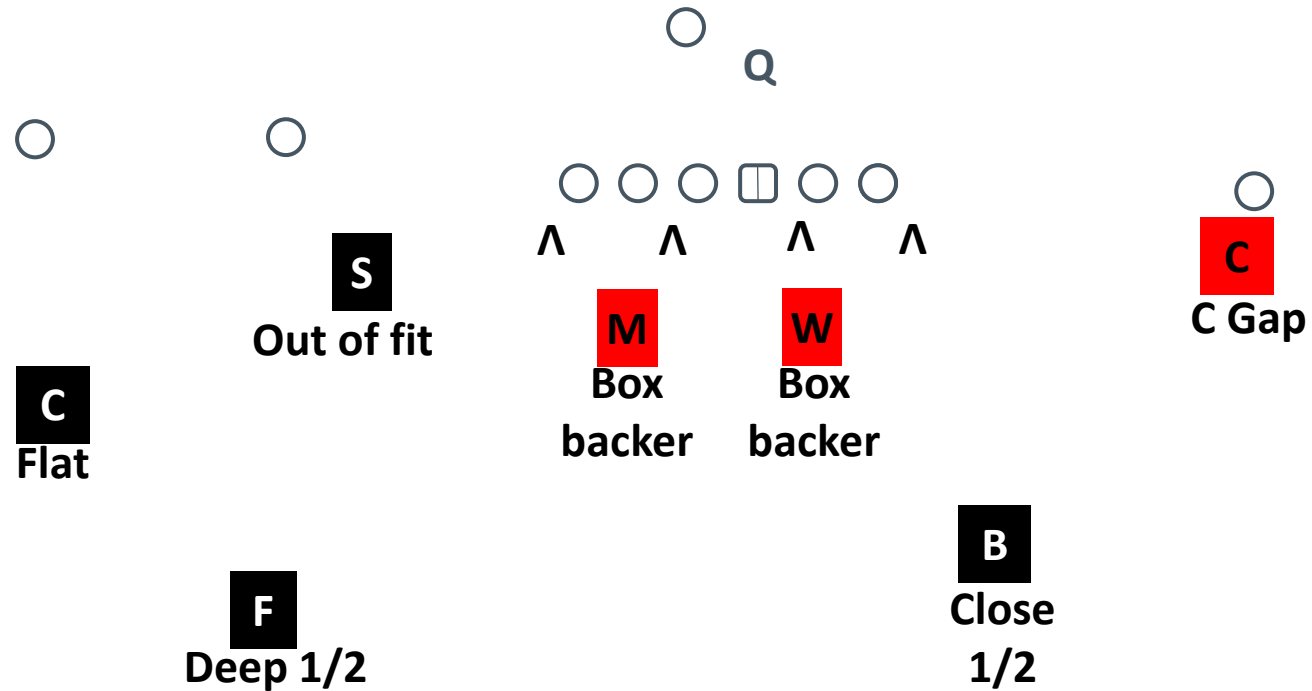 Q
Λ Λ Λ Λ
S
Out of fit
M
Box
backer
W
Box
backer
C
C Gap
C
Flat
F
Deep 1/2
B
Close
1/2